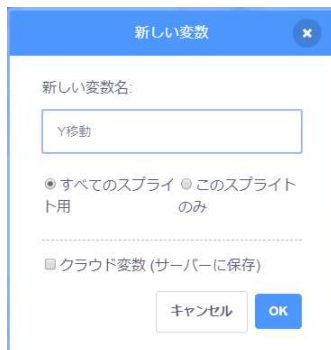 新しい変数
新しい変数名:
Y移動
すべてのスプライ このスプライト
ト用 のみ
クラウド変数 (サーバーに保存)
キャンセル OK